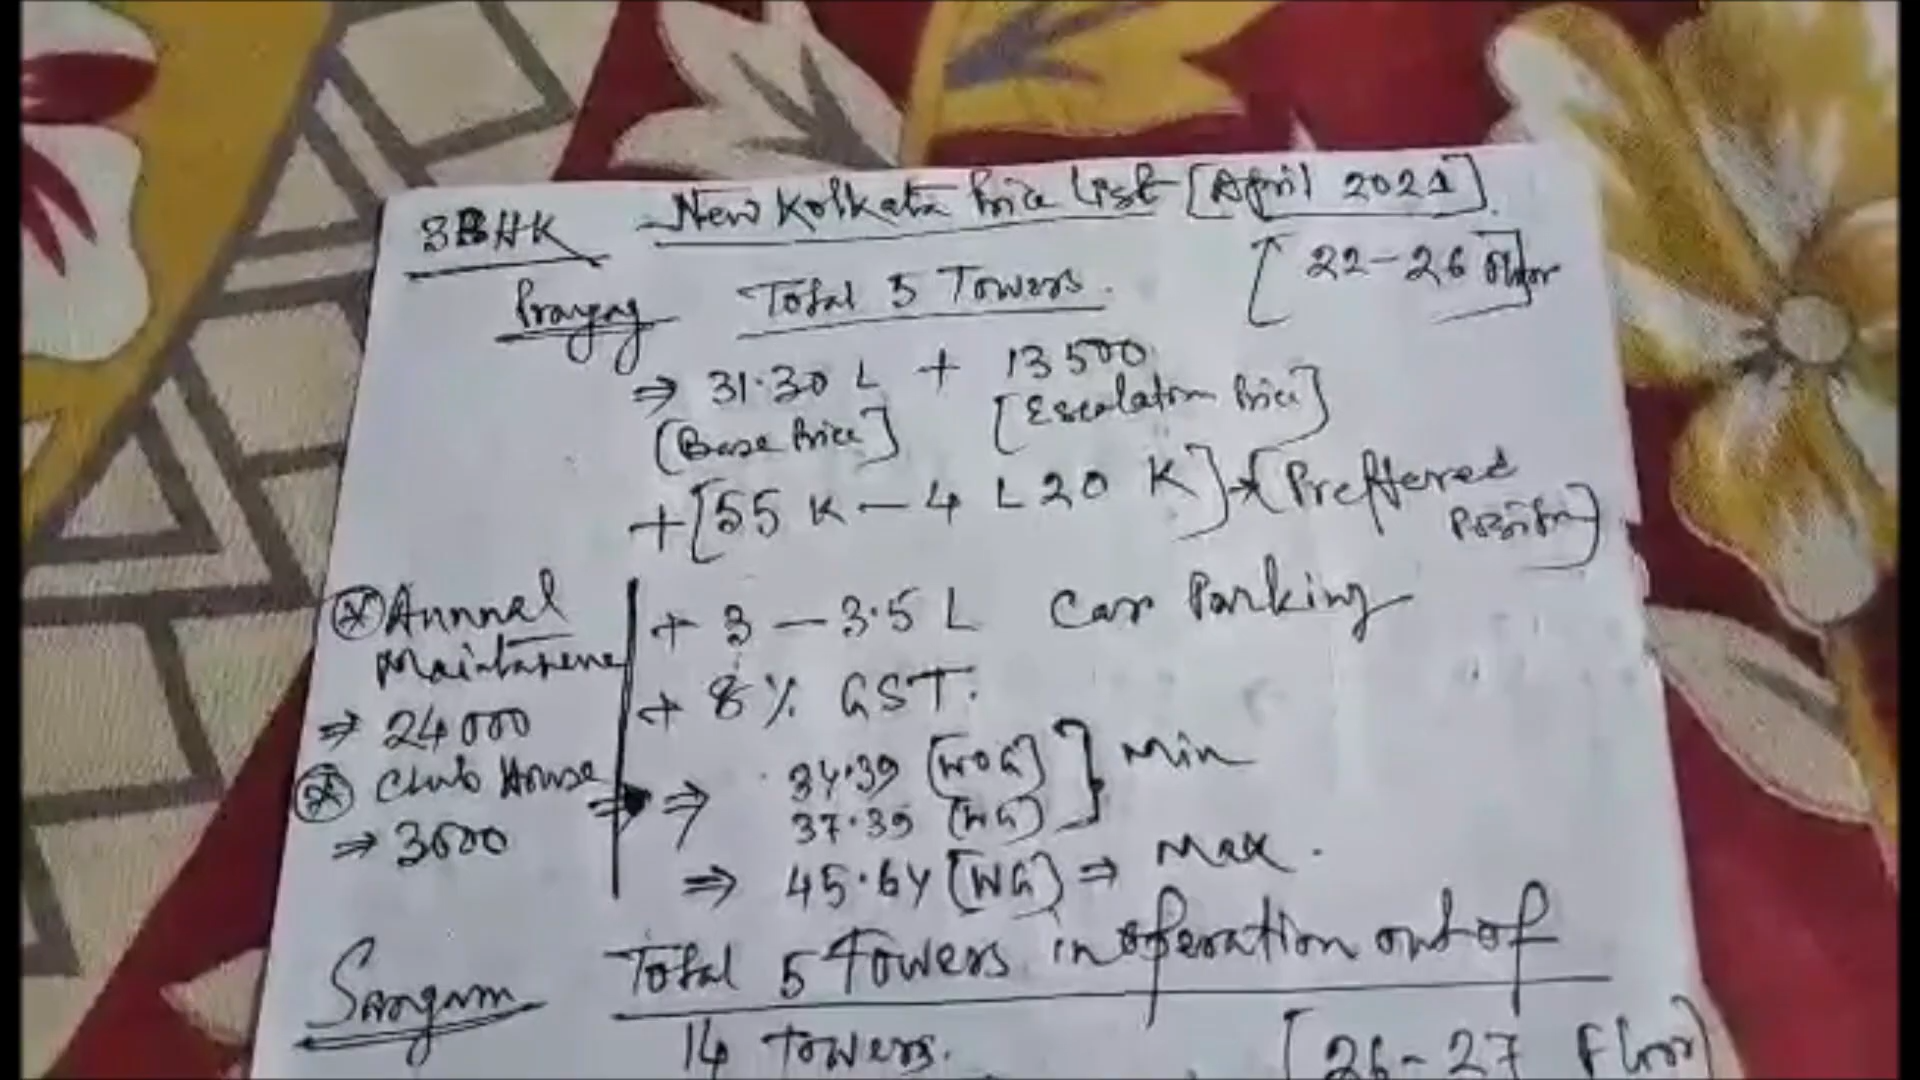 3BHK New Kolkata Price list [April 2021]
Prayag Total 5 Towers. [22-26 Floor]
⇒ 31.30 L + 13500
[Base Price] [Escalation Price]
+ [55 K - 4 L 20 K] → [Prefferred Position]
⊛ Annual Maintanene
⇒ 24000
⊛ Club House
⇒ 3600
+ 3 - 3.5 L Car Parking
+ 8 % GST.
⇒ 34.39 [WOG] ] Min
37.39 [WG]
⇒ 45.64 [WG] ⇒ Max.
Sangam Total 5 Towers in operation out of
14 Towers. [26-27 Floor]